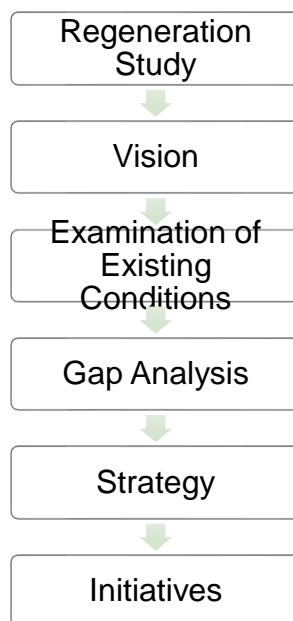 Regeneration
Study
Vision
Examination of
Existing
Conditions
Gap Analysis
Strategy
Initiatives